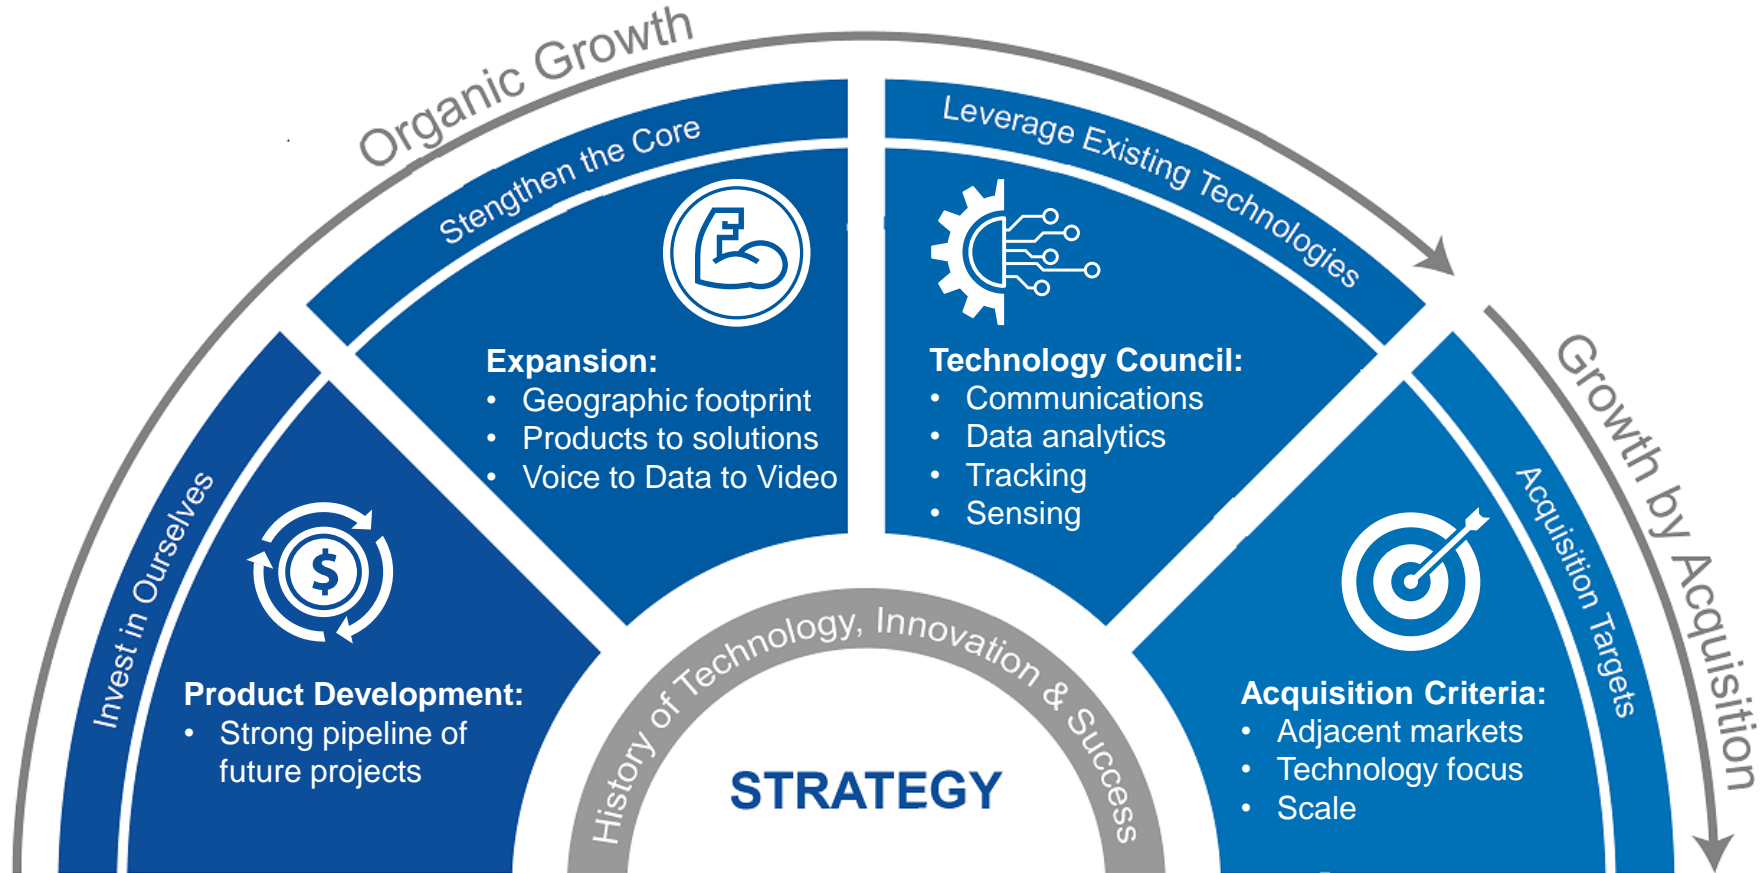 Organic Growth
Growth by Acquisition
Invest in Ourselves
Stengthen the Core
Leverage Existing Technologies
Acquisition Targets
$
Product Development:
• Strong pipeline of
future projects
Expansion:
• Geographic footprint
• Products to solutions
• Voice to Data to Video
Technology Council:
• Communications
• Data analytics
• Tracking
• Sensing
Acquisition Criteria:
• Adjacent markets
• Technology focus
• Scale
History of Technology, Innovation & Success
STRATEGY